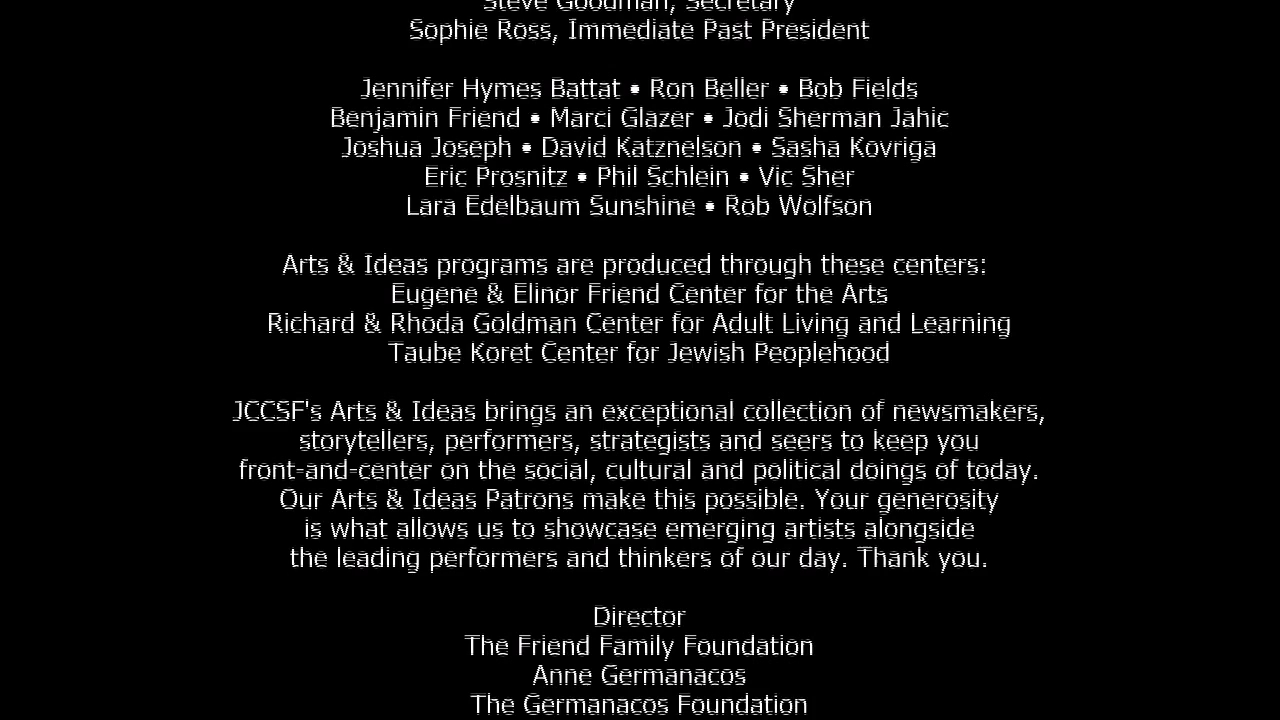 Steve Goodman, Secretary
Sophie Ross, Immediate Past President
Jennifer Hymes Battat • Ron Beller • Bob Fields
Benjamin Friend • Marci Glazer • Jodi Sherman Jahic
Joshua Joseph • David Katznelson • Sasha Kovriga
Eric Prosnitz • Phil Schlein • Vic Sher
Lara Edelbaum Sunshine • Rob Wolfson
Arts & Ideas programs are produced through these centers:
Eugene & Elinor Friend Center for the Arts
Richard & Rhoda Goldman Center for Adult Living and Learning
Taube Koret Center for Jewish Peoplehood
JCCSF's Arts & Ideas brings an exceptional collection of newsmakers,
storytellers, performers, strategists and seers to keep you
front-and-center on the social, cultural and political doings of today.
Our Arts & Ideas Patrons make this possible. Your generosity
is what allows us to showcase emerging artists alongside
the leading performers and thinkers of our day. Thank you.
Director
The Friend Family Foundation
Anne Germanacos
The Germanacos Foundation